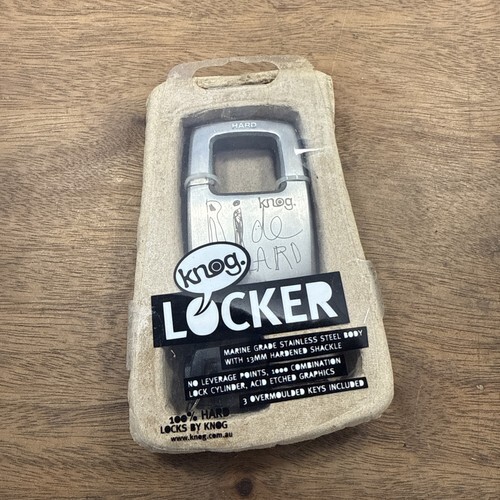 HARD
knog.
Ride
HARD
knog.
LOCKER
MARINE GRADE STAINLESS STEEL BODY
WITH 13MM HARDENED SHACKLE
NO LEVERAGE POINTS, 1000 COMBINATION
LOCK CYLINDER, ACID ETCHED GRAPHICS
3 OVERMOULDED KEYS INCLUDED
100% HARD
LOCKS BY KNOG
www.knog.com.au